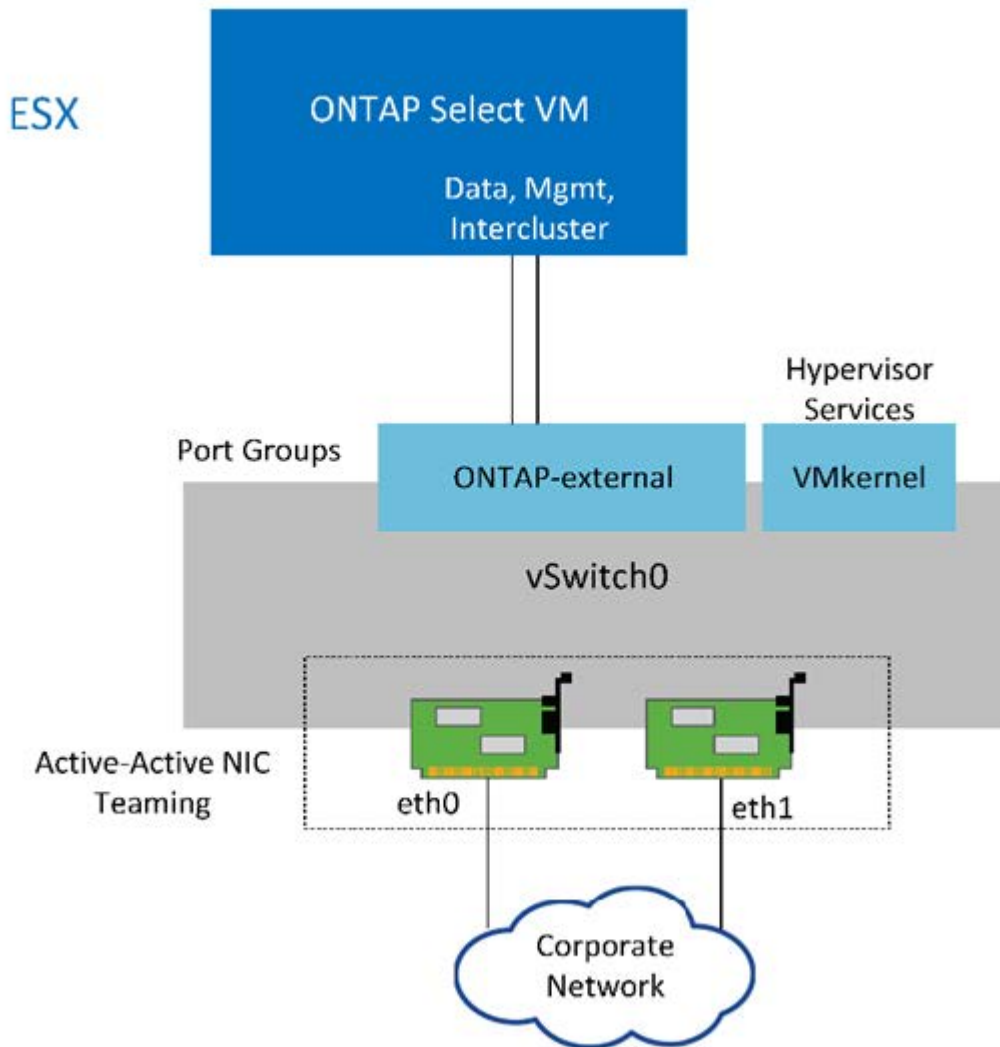 ESX
ONTAP Select VM
Data, Mgmt,
Intercluster
Hypervisor
Services
Port Groups
ONTAP-external
VMkernel
vSwitch0
Active-Active NIC
Teaming
eth0
eth1
Corporate
Network